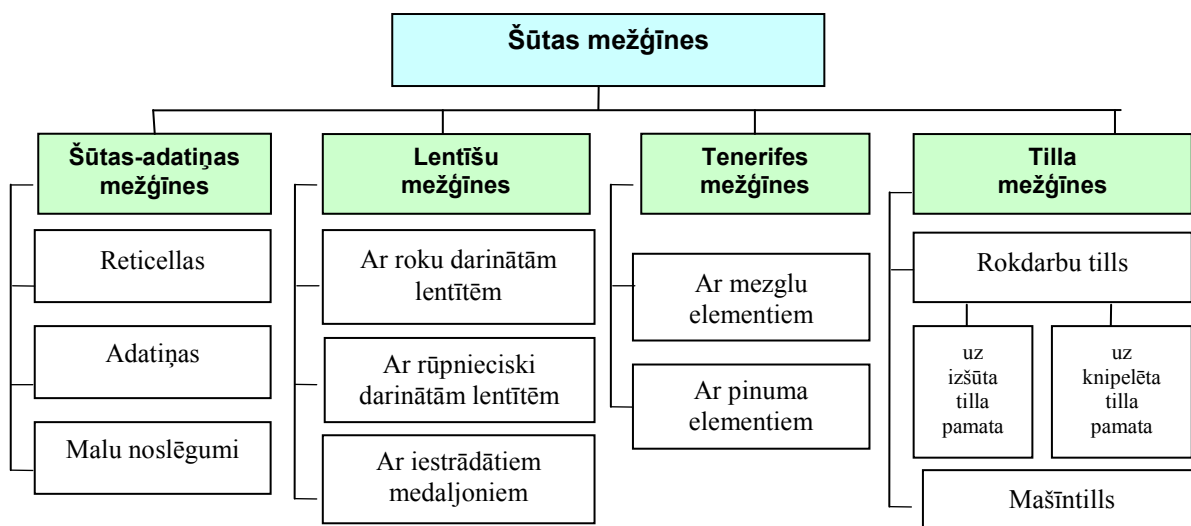 Šūtas mežģīnes
Šūtas-adatiņas
mežģīnes
Reticellas
Adatiņas
Malu noslēgumi
Lentīšu
mežģīnes
Ar roku darinātām
lentītēm
Ar rūpnieciski
darinātām lentītēm
Ar iestrādātiem
medaljoniem
Tenerifes
mežģīnes
Ar mezglu
elementiem
Ar pinuma
elementiem
Tilla
mežģīnes
Rokdarbu tills
uz
izšūta
tilla
pamata
uz
knipelēta
tilla
pamata
Mašīntills